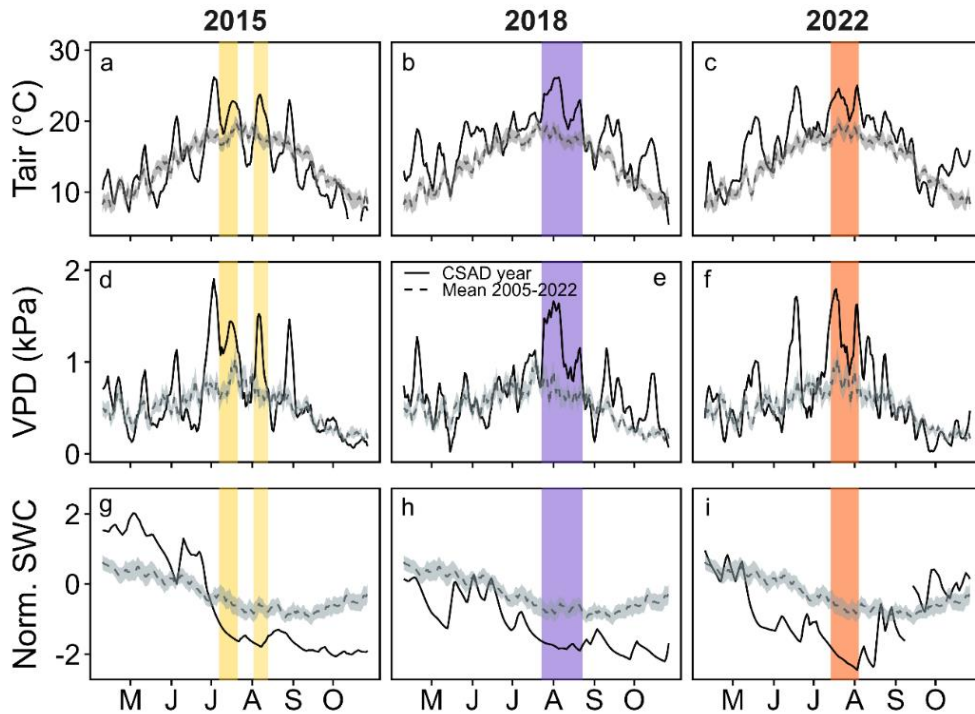 2015 2018 2022
Tair (°C)
30
20
10
a b c
VPD (kPa)
2
1
0
d e f
CSAD year
Mean 2005-2022
Norm. SWC
2
0
-2
g h i
M J J A S O M J J A S O M J J A S O